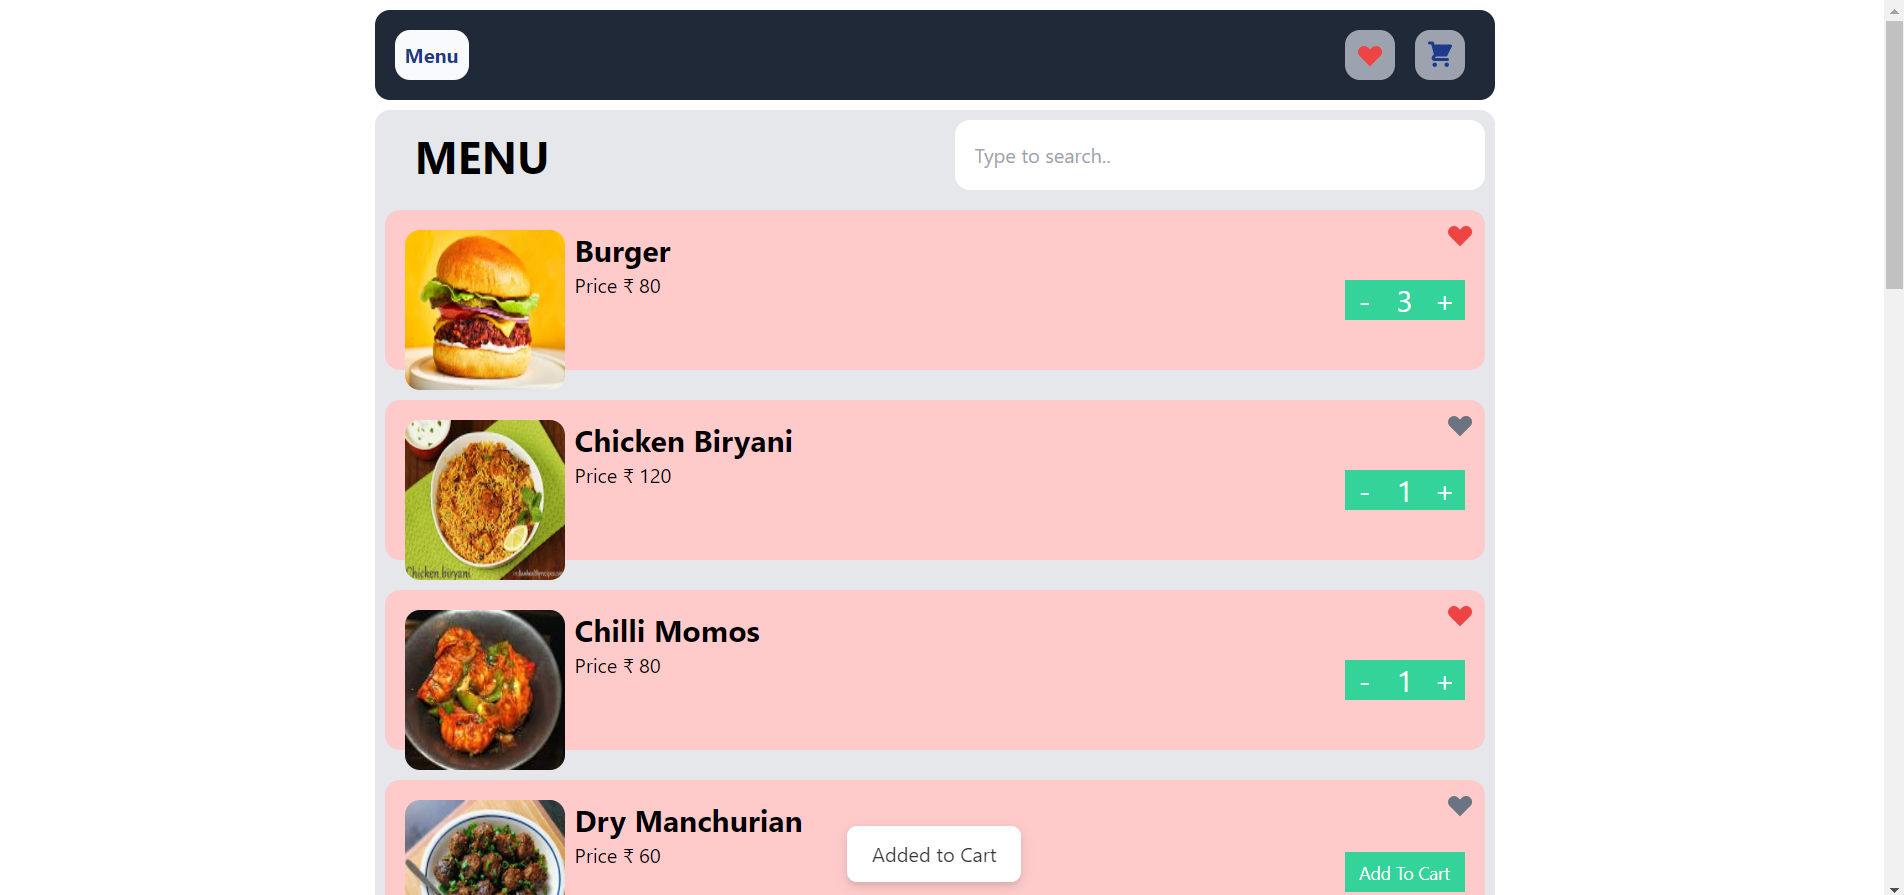 Menu
MENU
Type to search..
Burger
Price ₹ 80
- 3 +
Chicken Biryani
Price ₹ 120
- 1 +
Chicken biryani
Chilli Momos
Price ₹ 80
- 1 +
Dry Manchurian
Price ₹ 60
Add To Cart
Added to Cart